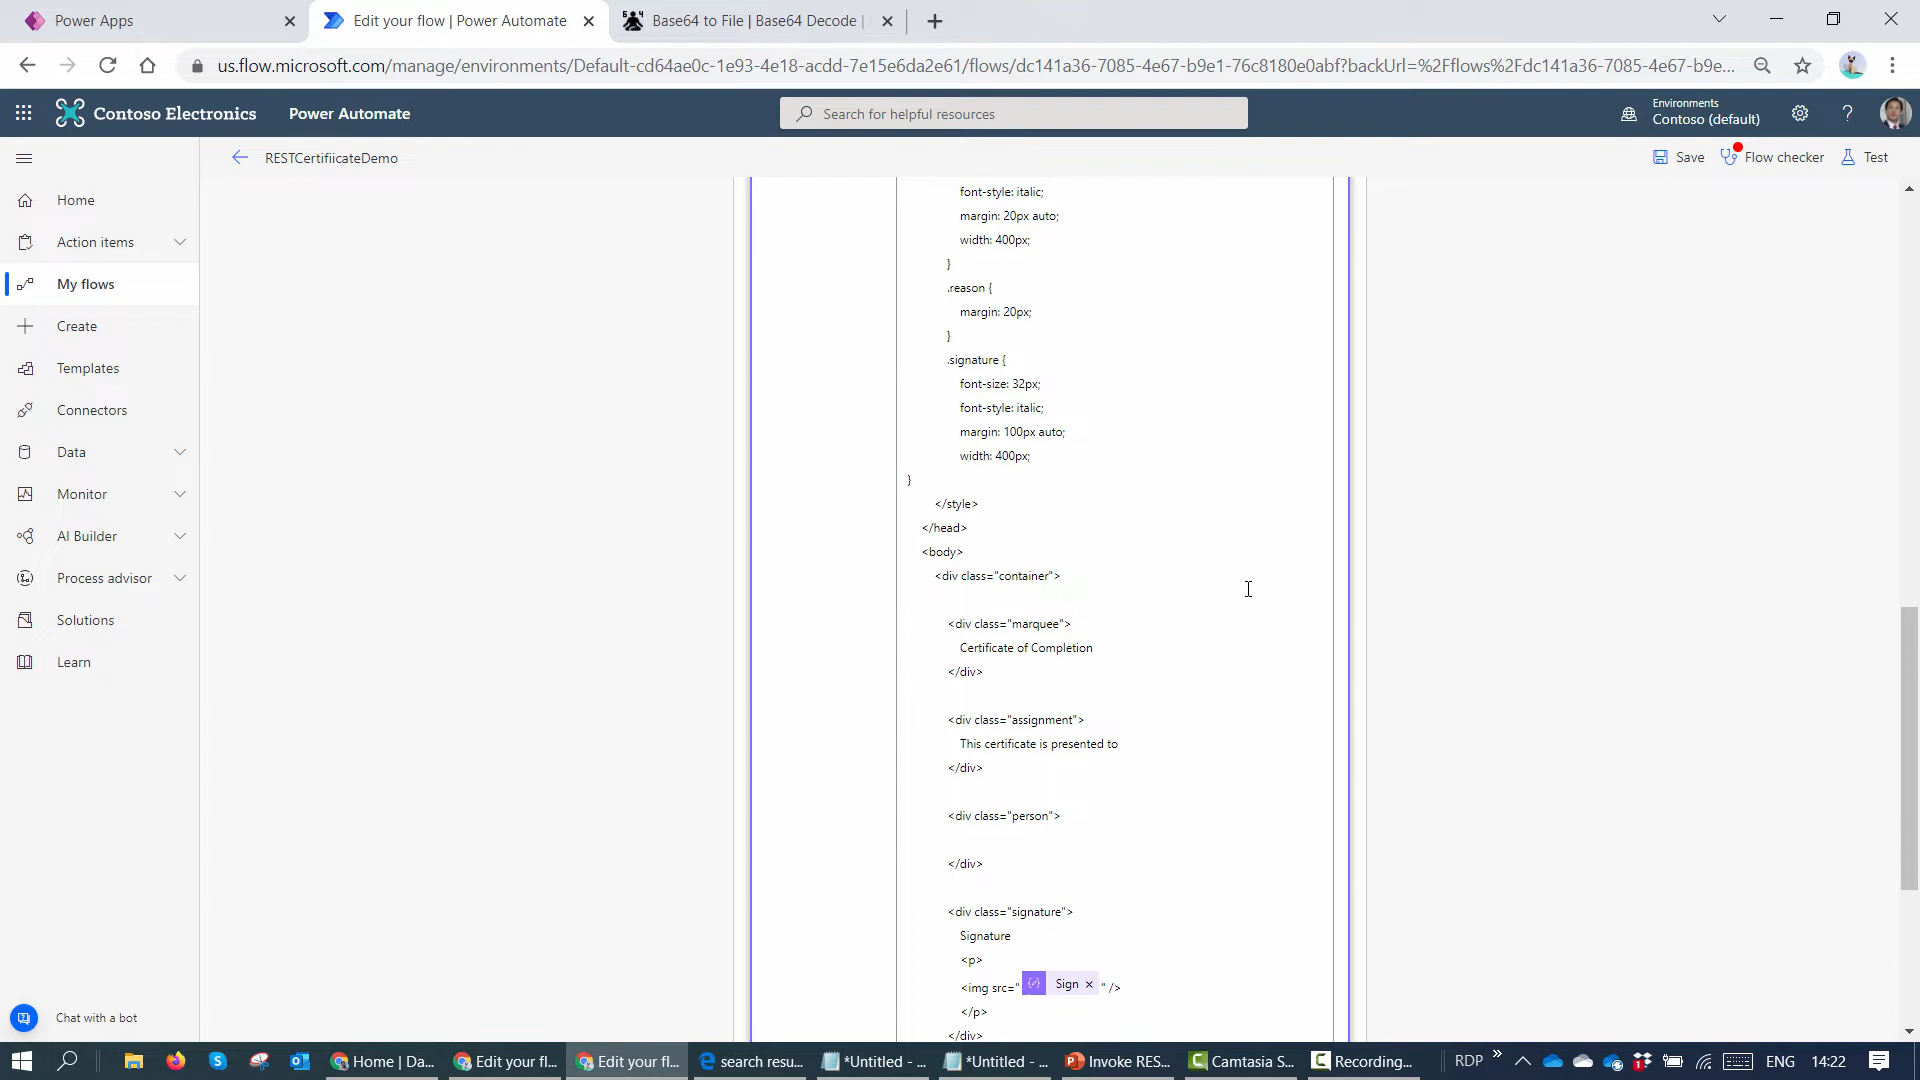 Power Apps
Edit your flow | Power Automate
Base64 to File | Base64 Decode |
us.flow.microsoft.com/manage/environments/Default-cd64ae0c-1e93-4e18-acdd-7e15e6da2e61/flows/dc141a36-7085-4e67-b9e1-76c8180e0abf?backUrl=%2Fflows%2Fdc141a36-7085-4e67-b9e...
Contoso Electronics
Power Automate
Search for helpful resources
Environments
Contoso (default)
RESTCertifiicateDemo
Save
Flow checker
Test
Home
Action items
My flows
Create
Templates
Connectors
Data
Monitor
AI Builder
Process advisor
Solutions
Learn
Chat with a bot
font-style: italic;
margin: 20px auto;
width: 400px;
}
.reason {
margin: 20px;
}
.signature {
font-size: 32px;
font-style: italic;
margin: 100px auto;
width: 400px;
}
</style>
</head>
<body>
<div class="container">
<div class="marquee">
Certificate of Completion
</div>
<div class="assignment">
This certificate is presented to
</div>
<div class="person">
</div>
<div class="signature">
Signature
<p>
<img src=" Sign " />
</p>
</div>
Home | Da...
Edit your fl...
Edit your fl...
search resu...
*Untitled - ...
*Untitled - ...
Invoke RES...
Camtasia S...
Recording...
RDP
ENG
14:22